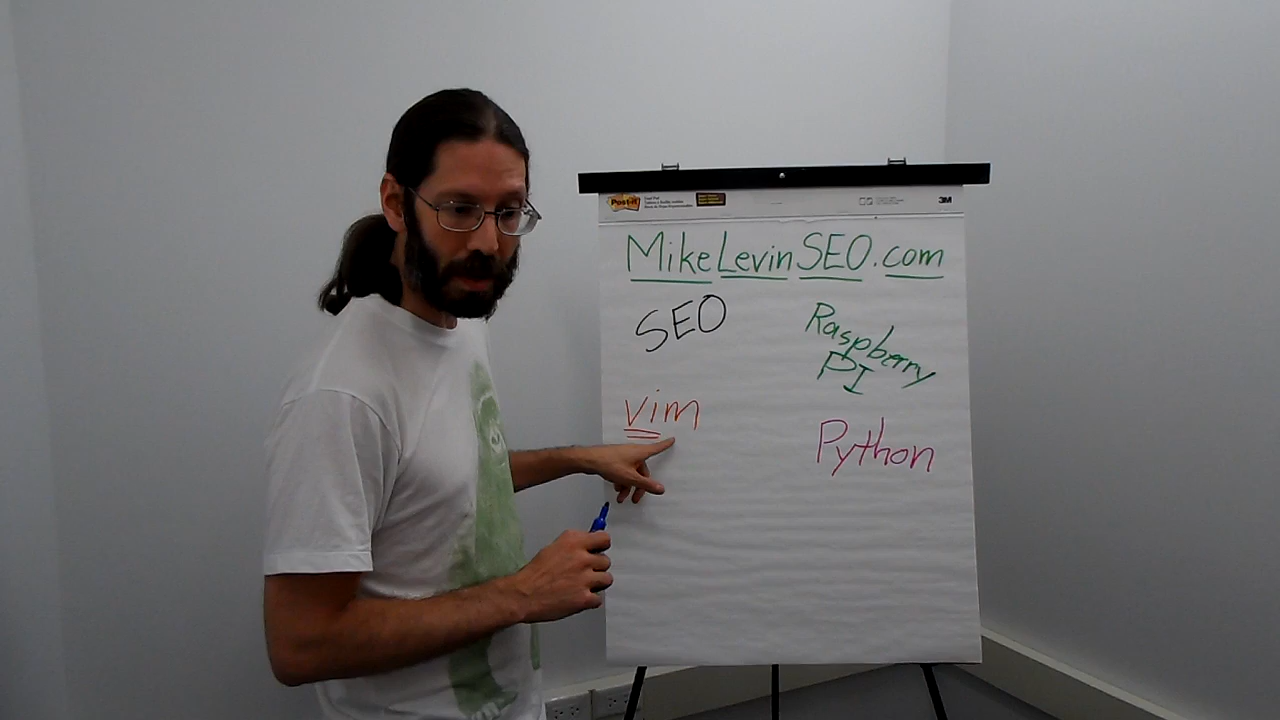 Post-it
3M
MikeLevinSEO.com
SEO
Raspberry
PI
vim
Python